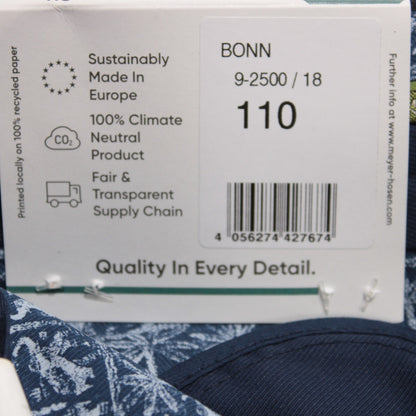 Sustainably
Made In
Europe
100% Climate
Neutral
Product
CO₂
Fair &
Transparent
Supply Chain
Printed locally on 100% recycled paper
BONN
9-2500 / 18
110
4 056274 427674
Further info at www.meyer-hosen.com
Quality In Every Detail.